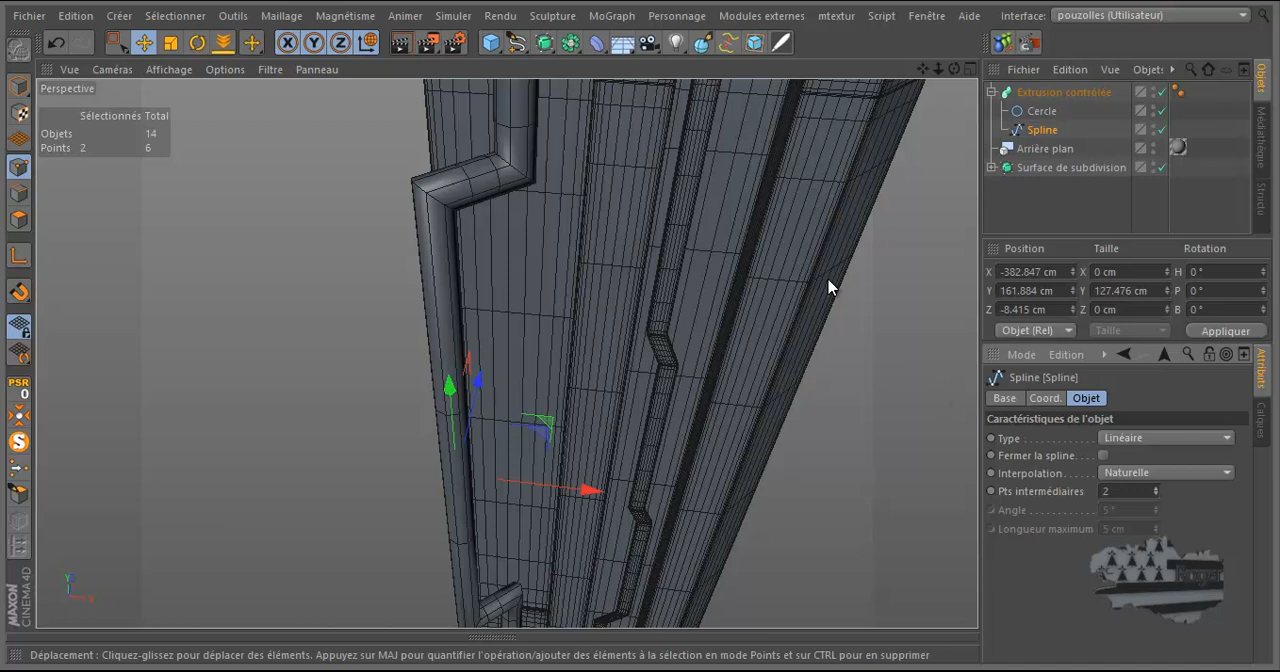 Fichier Edition Créer Sélectionner Outils Maillage Magnétisme Animer Simuler Rendu Sculpture MoGraph Personnage Modules externes mtextur Script Fenêtre Aide Interface: pouzolles (Utilisateur)
X Y Z
Vue Caméras Affichage Options Filtre Panneau
Fichier Edition Vue Objets
Perspective
Sélectionnés Total
Objets 14
Points 2 6
Extrusion contrôlée
Cercle
Spline
Arrière plan
Surface de subdivision
Objets
Médiathèque
Structu
Position Taille Rotation
X -382.847 cm X 0 cm H 0 °
Y 161.884 cm Y 127.476 cm P 0 °
Z -8.415 cm Z 0 cm B 0 °
Objet (Rel) Taille Appliquer
Mode Edition
Attributs
Calques
Spline [Spline]
Base Coord. Objet
Caractéristiques de l'objet
Type Linéaire
Fermer la spline
Interpolation Naturelle
Pts intermédiaires 2
Angle 5 °
Longueur maximum 5 cm
PSR
0
S
Y
X
MAXON
CINEMA 4D
Déplacement : Cliquez-glissez pour déplacer des éléments. Appuyez sur MAJ pour quantifier l'opération/ajouter des éléments à la sélection en mode Points et sur CTRL pour en supprimer